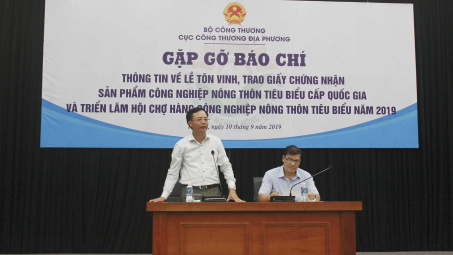 BỘ CÔNG THƯƠNG
CỤC CÔNG THƯƠNG ĐỊA PHƯƠNG
GẶP GỠ BÁO CHÍ
THÔNG TIN VỀ LỄ TÔN VINH, TRAO GIẤY CHỨNG NHẬN
SẢN PHẨM CÔNG NGHIỆP NÔNG THÔN TIÊU BIỂU CẤP QUỐC GIA
VÀ TRIỂN LÃM HỘI CHỢ HÀNG CÔNG NGHIỆP NÔNG THÔN TIÊU BIỂU NĂM 2019
ngày 10 tháng 9 năm 2019